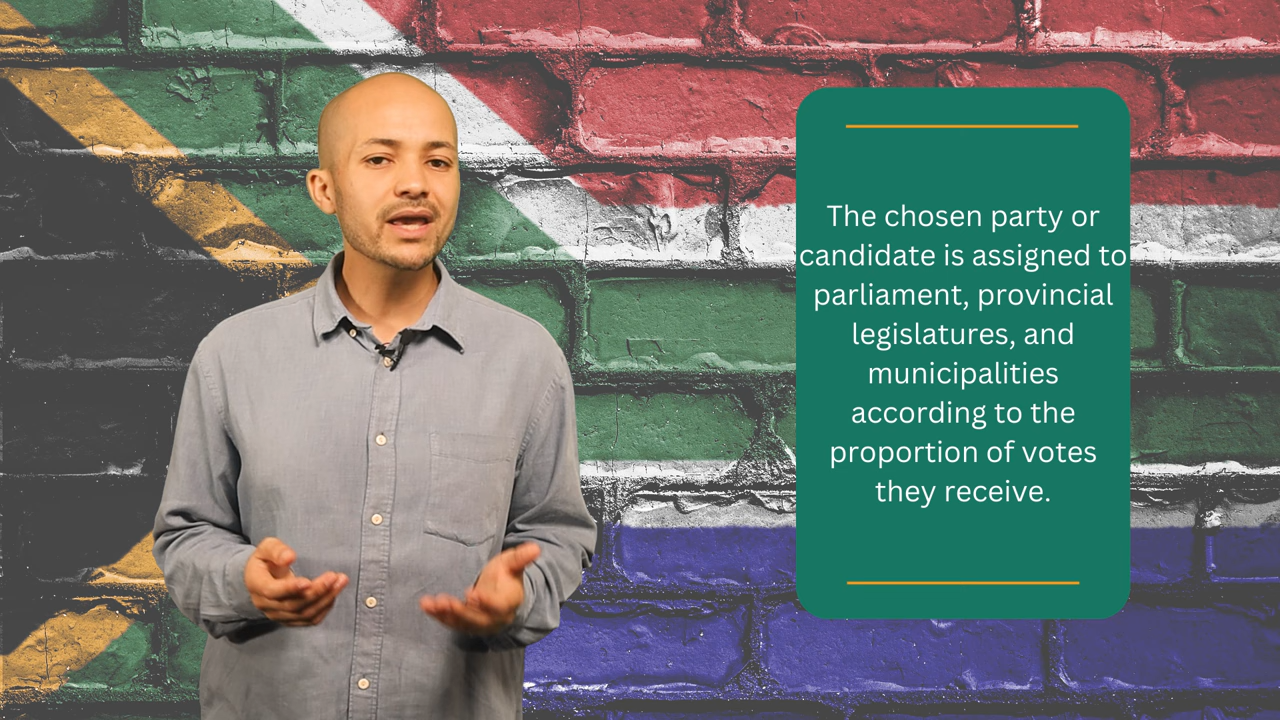 The chosen party or
candidate is assigned to
parliament, provincial
legislatures, and
municipalities
according to the
proportion of votes
they receive.